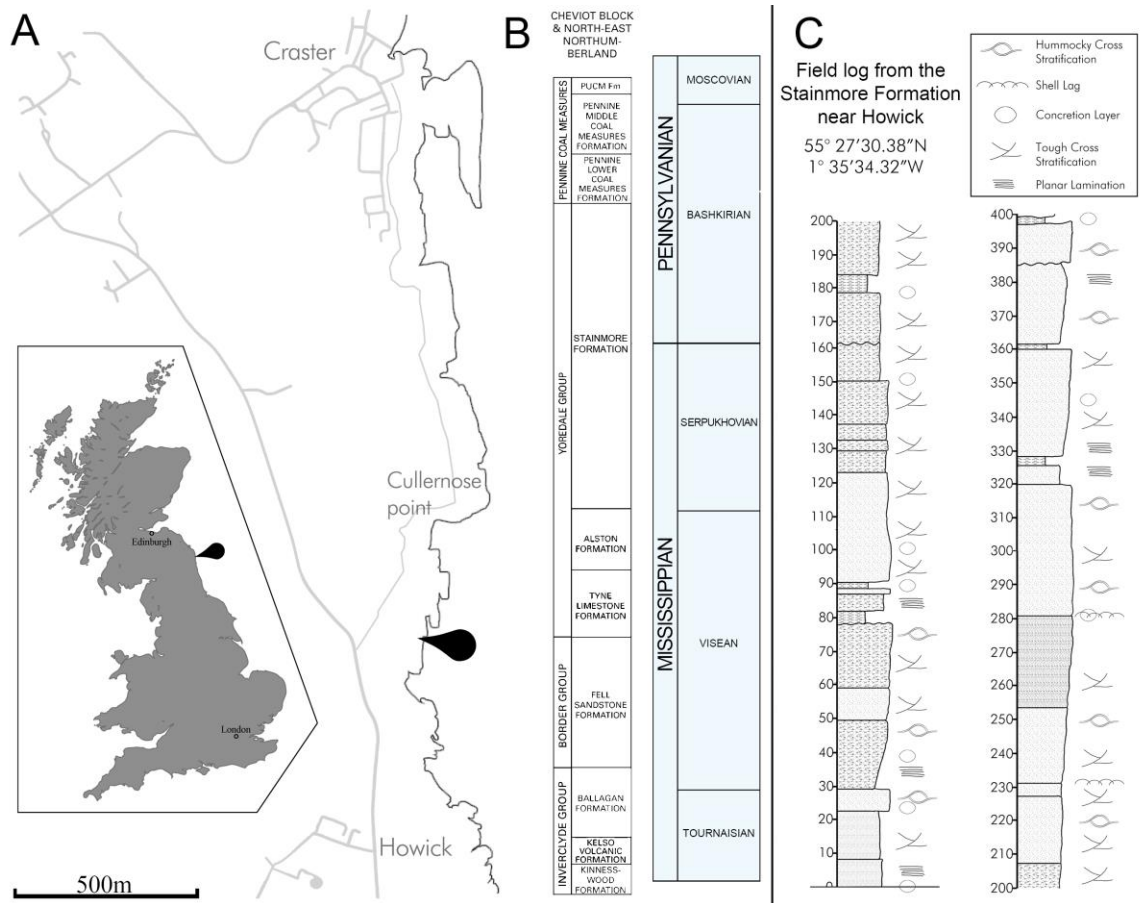 A
Craster
Cullernose
point
Howick
Edinburgh
London
500m
B
CHEVIOT BLOCK
& NORTH-EAST
NORTHUM-
BERLAND
PENNINE COAL MEASURES
PUCM Fm
PENNINE
MIDDLE
COAL
MEASURES
FORMATION
PENNINE
LOWER
COAL
MEASURES
FORMATION
YOREDALE GROUP
STAINMORE
FORMATION
ALSTON
FORMATION
TYNE
LIMESTONE
FORMATION
BORDER GROUP
FELL
SANDSTONE
FORMATION
INVERCLYDE GROUP
BALLAGAN
FORMATION
KELSO
VOLCANIC
FORMATION
KINNESS-
WOOD
FORMATION
PENNSYLVANIAN
MOSCOVIAN
BASHKIRIAN
MISSISSIPPIAN
SERPUKHOVIAN
VISEAN
TOURNAISIAN
C
Field log from the
Stainmore Formation
near Howick
55° 27'30.38"N
1° 35'34.32"W
Hummocky Cross
Stratification
Shell Lag
Concretion Layer
Tough Cross
Stratification
Planar Lamination
200
190
180
170
160
150
140
130
120
110
100
90
80
70
60
50
40
30
20
10
0
400
390
380
370
360
350
340
330
320
310
300
290
280
270
260
250
240
230
220
210
200